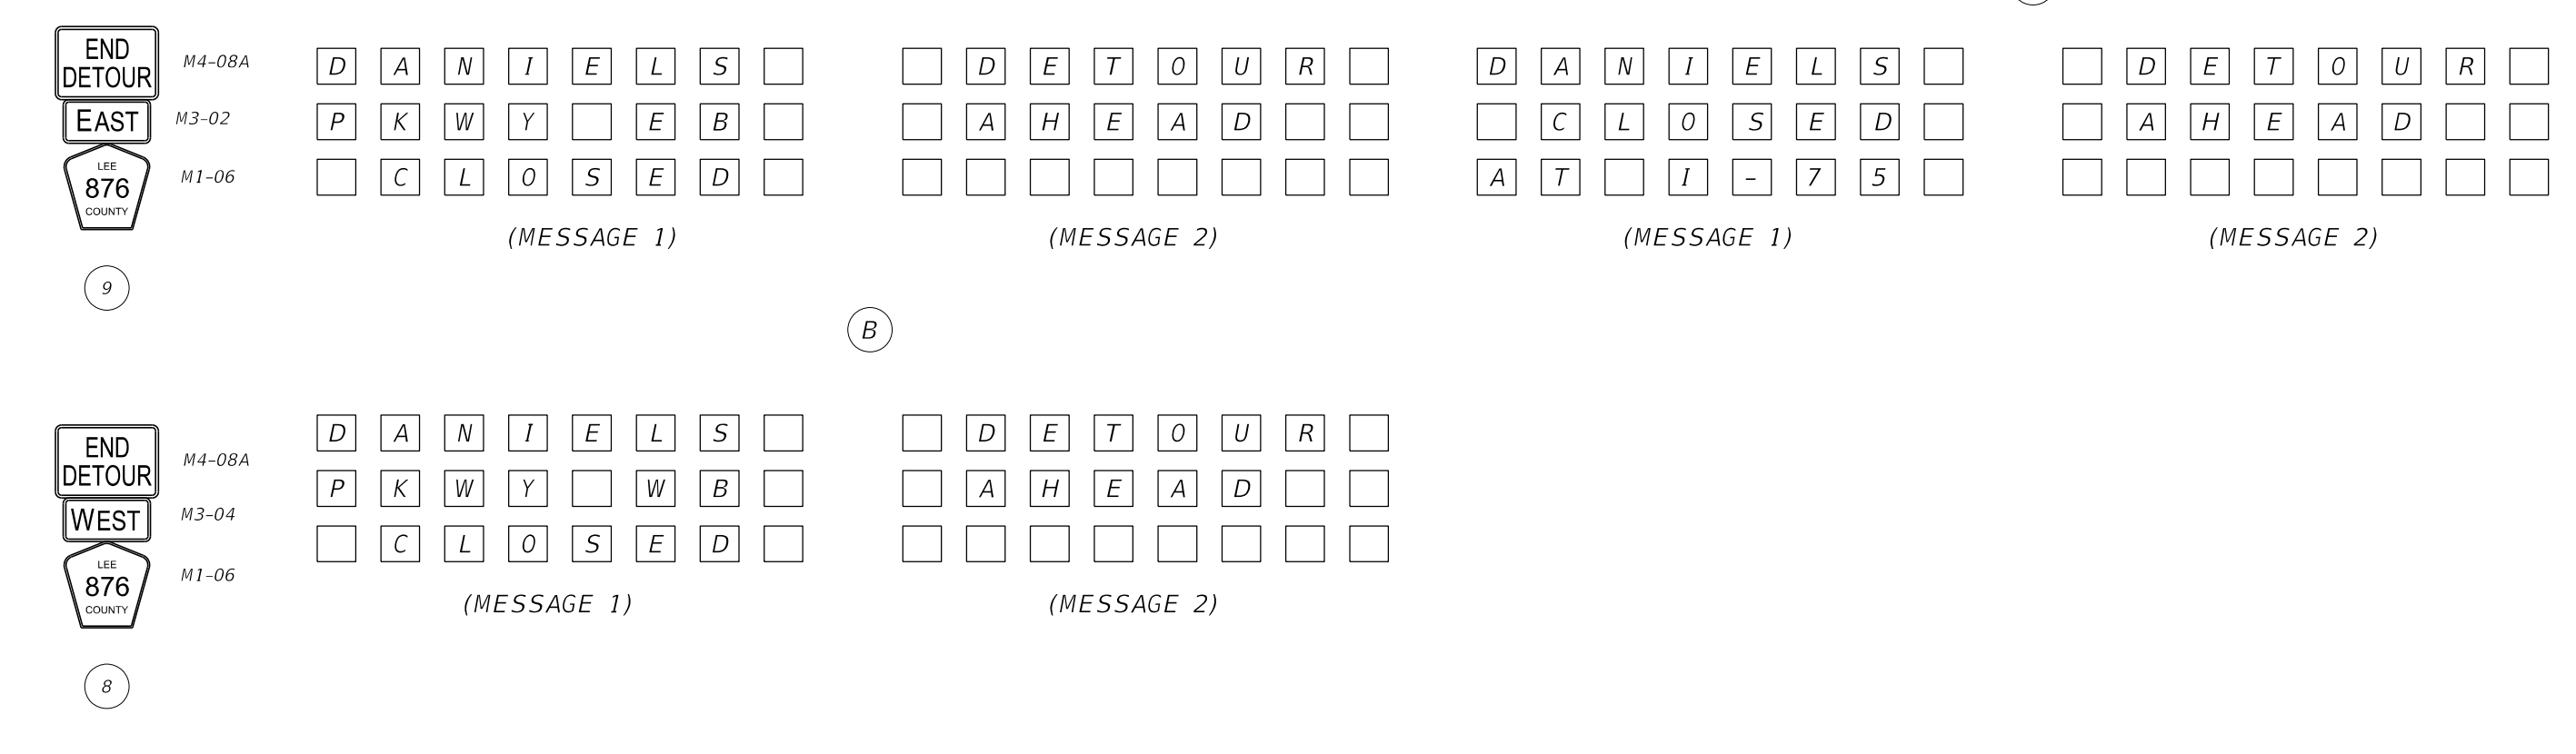 END
DETOUR
M4-08A
EAST
M3-02
LEE
876
COUNTY
M1-06
9
DANIELS
PKWY EB
CLOSED
(MESSAGE 1)
DETOUR
AHEAD
(MESSAGE 2)
B
DANIELS
CLOSED
AT I-75
(MESSAGE 1)
DETOUR
AHEAD
(MESSAGE 2)
END
DETOUR
M4-08A
WEST
M3-04
LEE
876
COUNTY
M1-06
8
DANIELS
PKWY WB
CLOSED
(MESSAGE 1)
DETOUR
AHEAD
(MESSAGE 2)